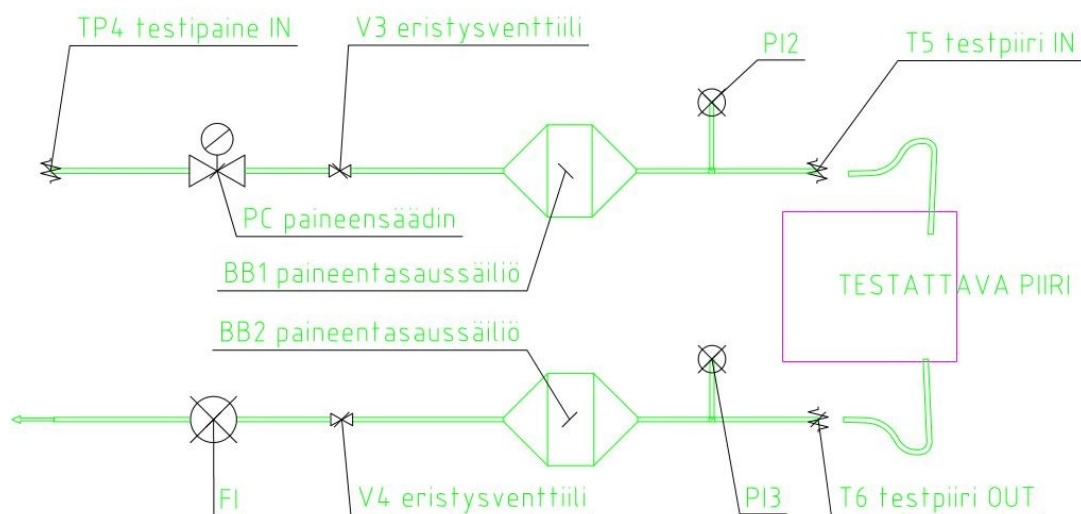 TP4 testipaine IN
V3 eristysventtiili
PI2
T5 testpiiri IN
PC paineensäädin
BB1 paineentasaussäiliö
TESTATTAVA PIIRI
BB2 paineentasaussäiliö
FI
V4 eristysventtiili
PI3
T6 testpiiri OUT